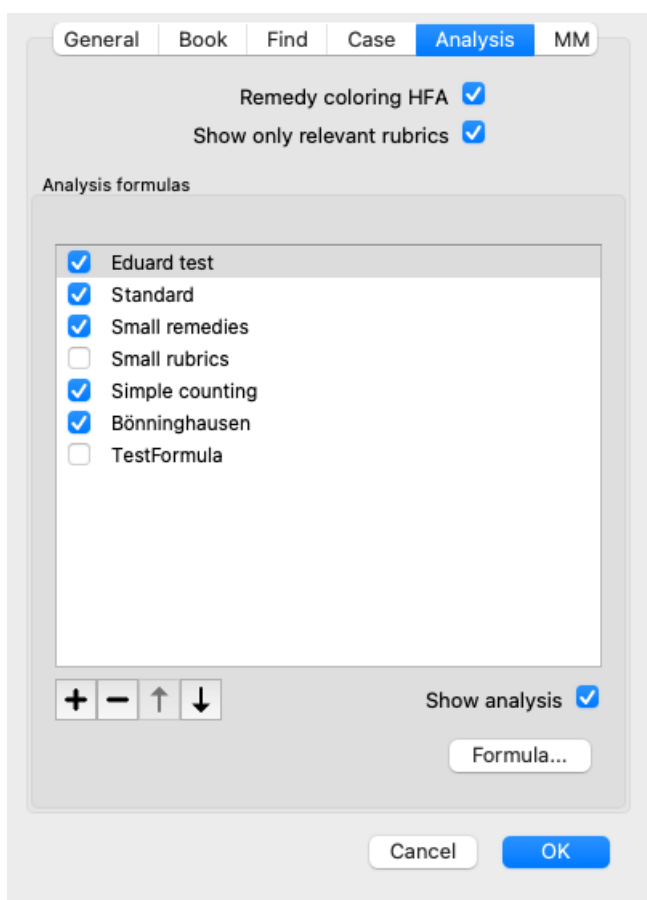 General Book Find Case Analysis MM
Remedy coloring HFA
Show only relevant rubrics
Analysis formulas
Eduard test
Standard
Small remedies
Small rubrics
Simple counting
Bönninghausen
TestFormula
Show analysis
Formula...
Cancel OK